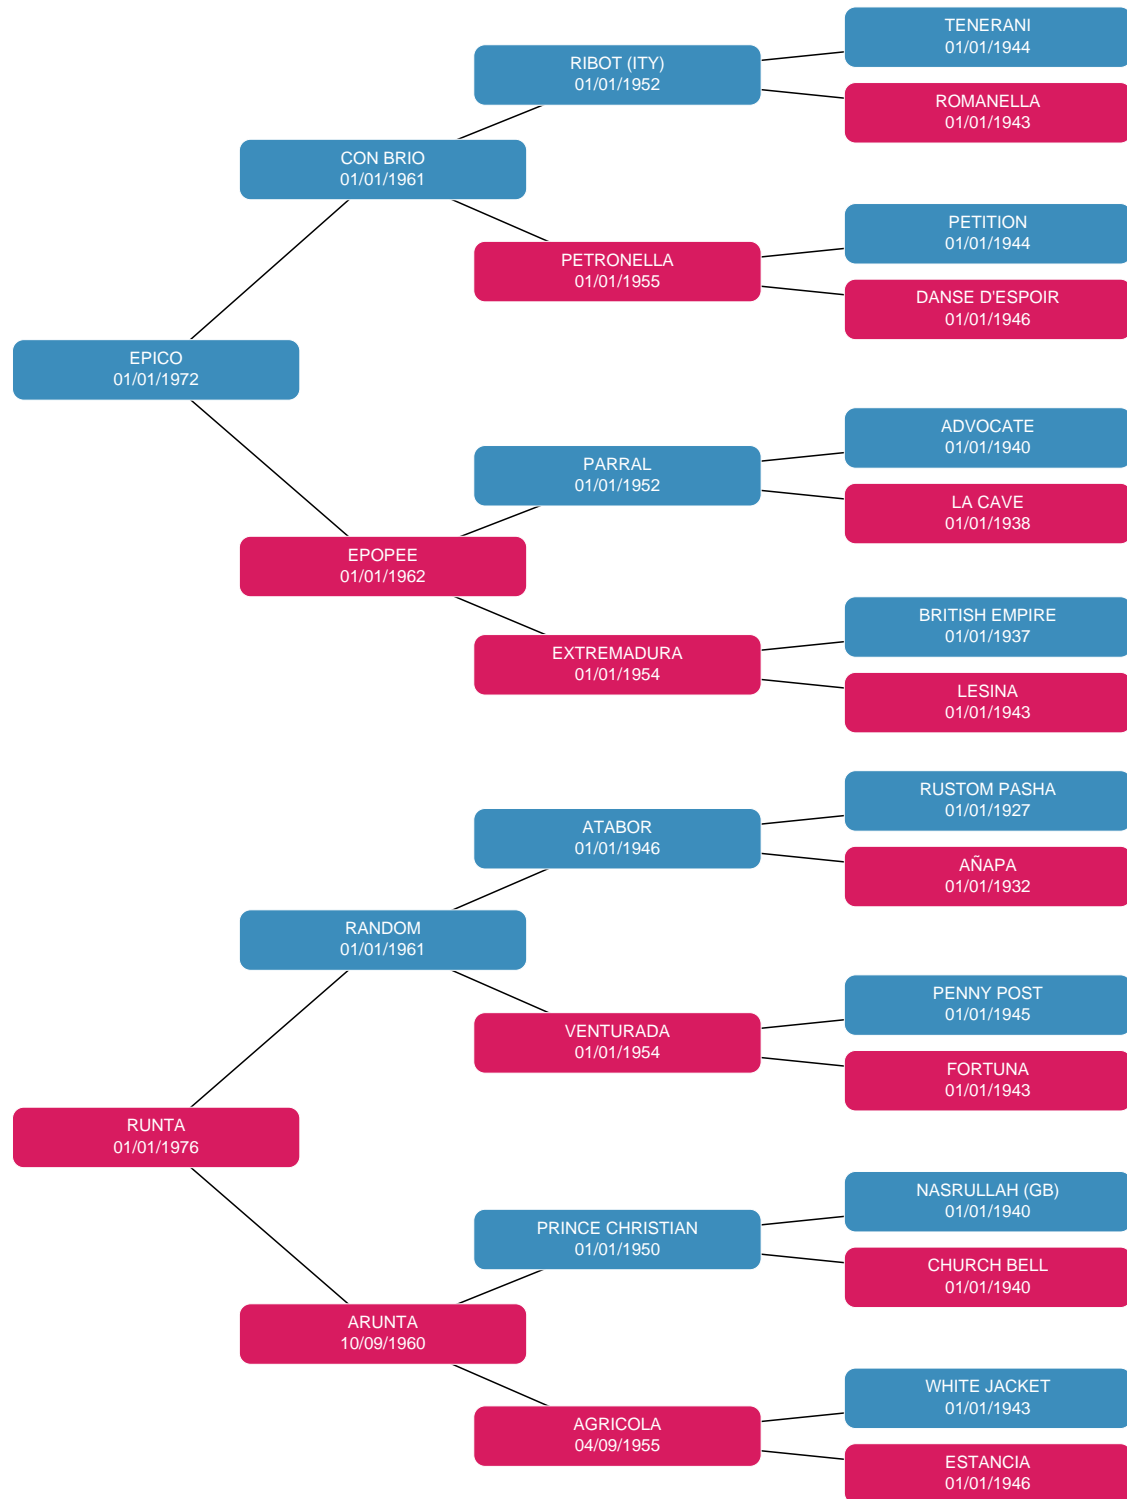 TENERANI
01/01/1944
RIBOT (ITY)
01/01/1952
ROMANELLA
01/01/1943
CON BRIO
01/01/1961
PETITION
01/01/1944
PETRONELLA
01/01/1955
DANSE D'ESPOIR
01/01/1946
EPICO
01/01/1972
ADVOCATE
01/01/1940
PARRAL
01/01/1952
LA CAVE
01/01/1938
EPOPEE
01/01/1962
BRITISH EMPIRE
01/01/1937
EXTREMADURA
01/01/1954
LESINA
01/01/1943
RUSTOM PASHA
01/01/1927
ATABOR
01/01/1946
AÑAPA
01/01/1932
RANDOM
01/01/1961
PENNY POST
01/01/1945
VENTURADA
01/01/1954
FORTUNA
01/01/1943
RUNTA
01/01/1976
NASRULLAH (GB)
01/01/1940
PRINCE CHRISTIAN
01/01/1950
CHURCH BELL
01/01/1940
ARUNTA
10/09/1960
WHITE JACKET
01/01/1943
AGRICOLA
04/09/1955
ESTANCIA
01/01/1946